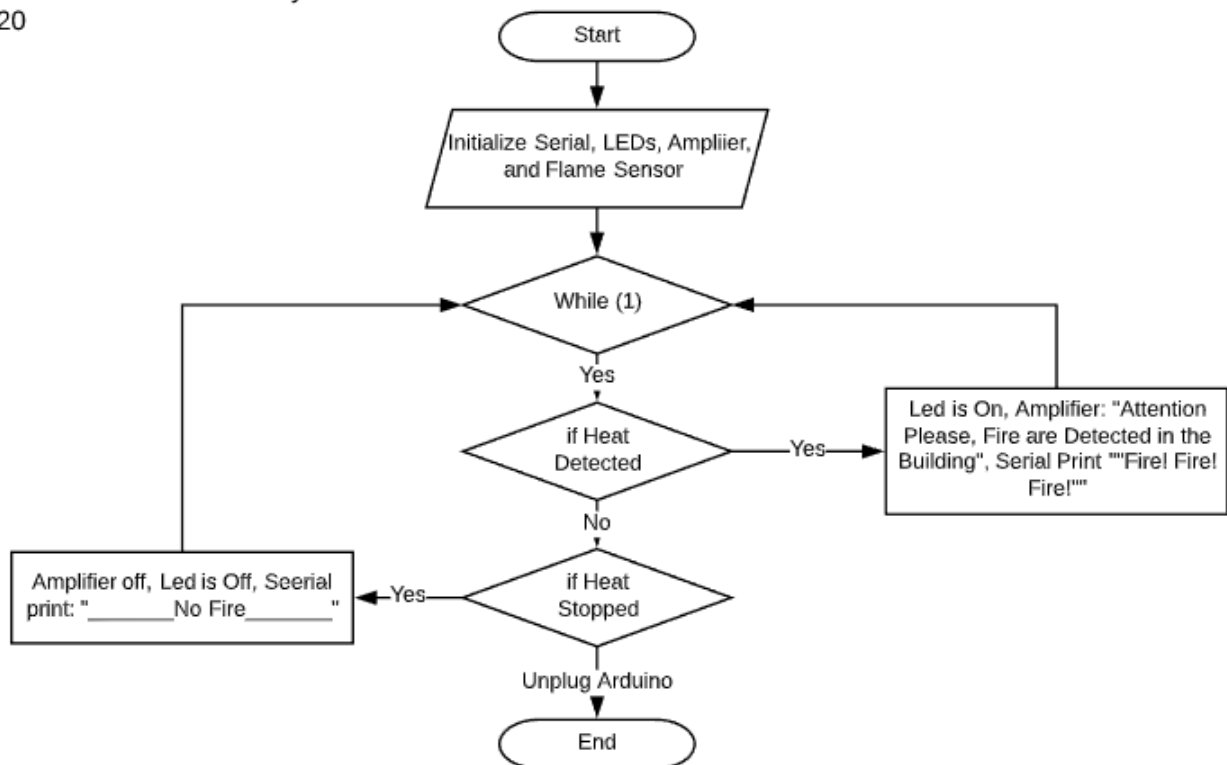 20
Start
Initialize Serial, LEDs, Ampliier,
and Flame Sensor
While (1)
Yes
if Heat
Detected
Yes
Led is On, Amplifier: "Attention
Please, Fire are Detected in the
Building", Serial Print ""Fire! Fire!
Fire!""
No
if Heat
Stopped
Yes
Amplifier off, Led is Off, Seerial
print: "_______No Fire_______"
Unplug Arduino
End